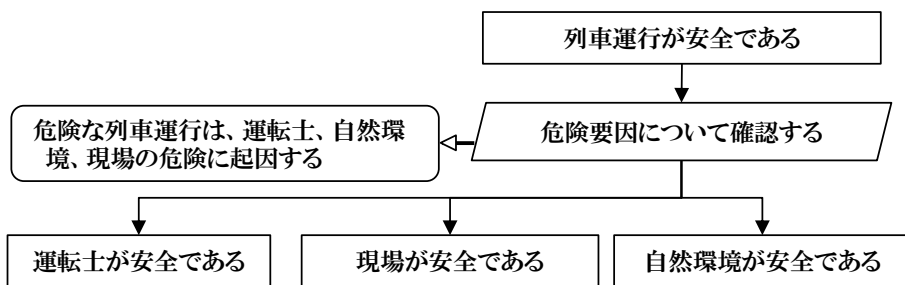 列車運行が安全である
危険な列車運行は、運転士、自然環
境、現場の危険に起因する
危険要因について確認する
運転士が安全である
現場が安全である
自然環境が安全である